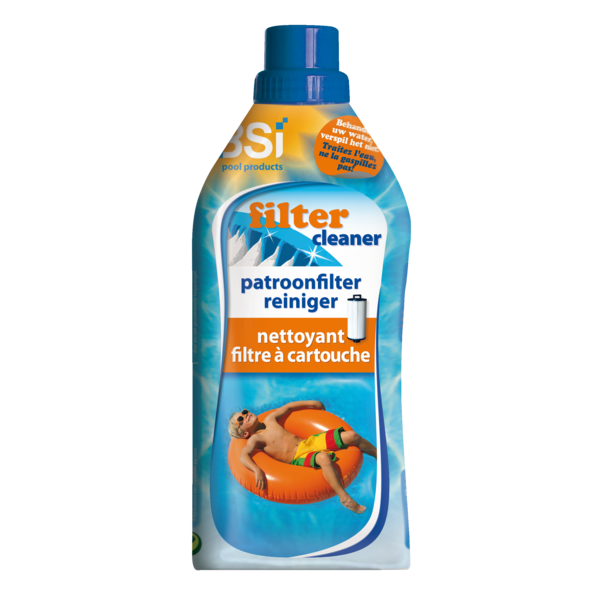 BSi
pool products
Behandel
uw water,
verspil het niet!
Traitez l'eau,
ne la gaspillez
pas!
filter
cleaner
patroonfilter
reiniger
nettoyant
filtre à cartouche